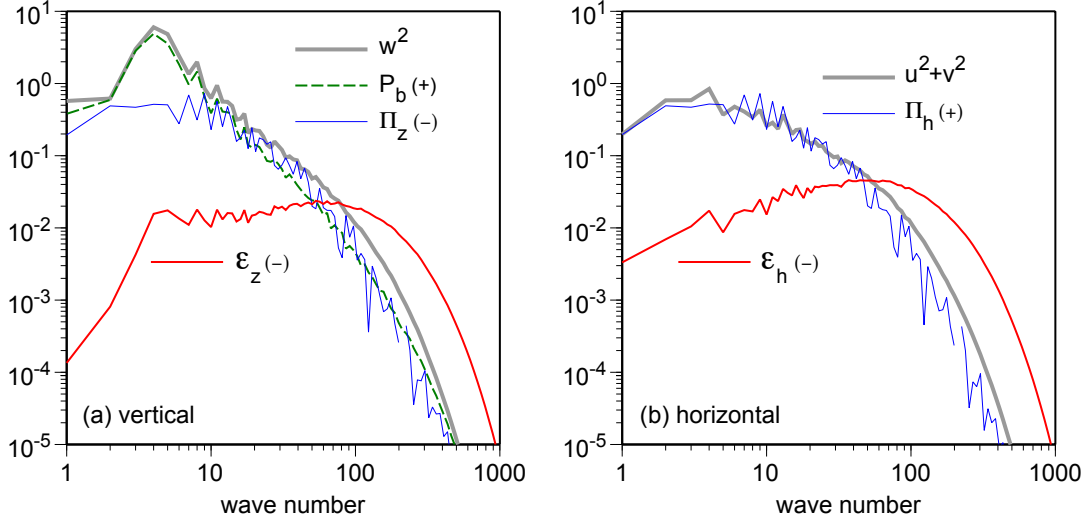 10^1
10^0
10^-1
10^-2
10^-3
10^-4
10^-5
w^2
P_b (+)
Π_z (−)
ε_z (−)
(a) vertical
1
10
100
1000
wave number
10^1
10^0
10^-1
10^-2
10^-3
10^-4
10^-5
u^2+v^2
Π_h (+)
ε_h (−)
(b) horizontal
1
10
100
1000
wave number